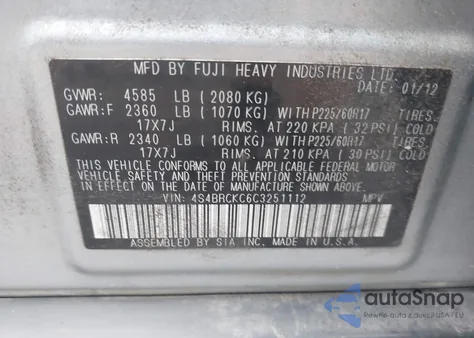 MFD BY FUJI HEAVY INDUSTRIES LTD.
DATE: 01/12
GVWR: 4585 LB ( 2080 KG)
GAWR:F 2360 LB ( 1070 KG) WITH P225/60R17 TIRES,
17X7J RIMS. AT 220 KPA ( 32 PSI) COLD
GAWR:R 2340 LB ( 1060 KG) WITH P225/60R17 TIRES,
17X7J RIMS. AT 210 KPA ( 30 PSI) COLD
THIS VEHICLE CONFORMS TO ALL APPLICABLE FEDERAL MOTOR
VEHICLE SAFETY STANDARDS IN EFFECT ON THE DATE OF
MANUFACTURE SHOWN ABOVE.
VIN: 4S4BRCKC6C3251112 MPV
ASSEMBLED BY SIA INC. MADE IN U.S.A.
autoSnap